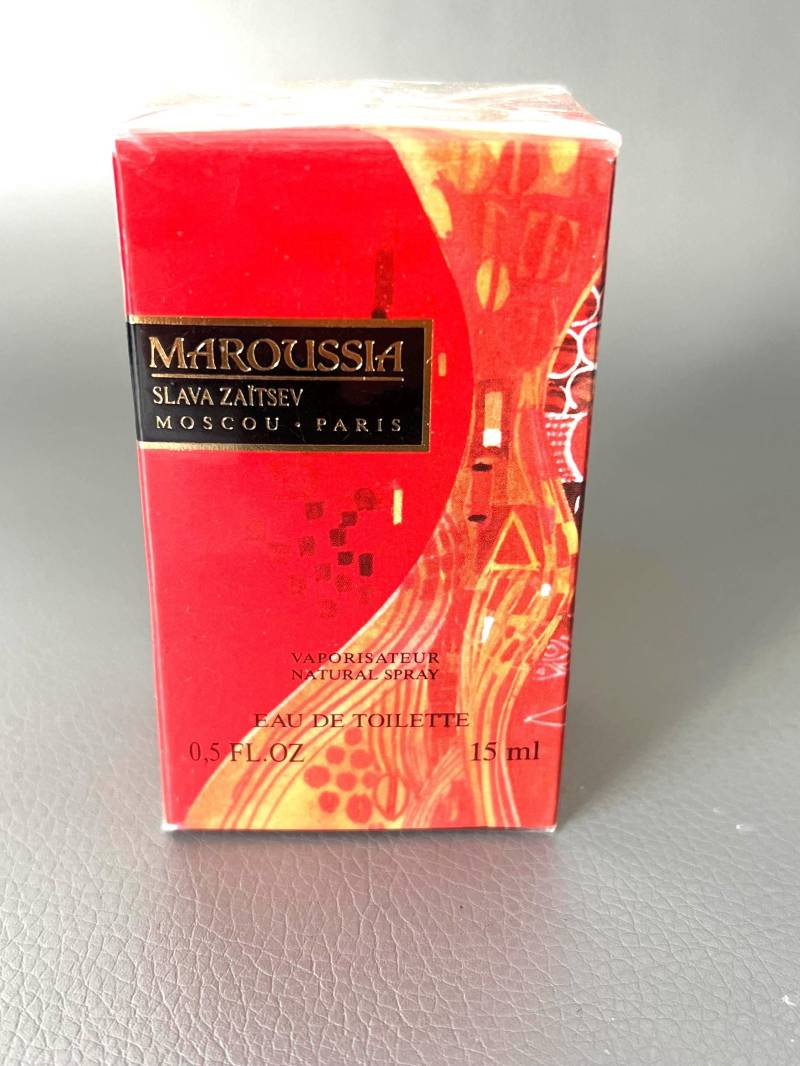 MAROUSSIA
SLAVA ZAÏTSEV
MOSCOU · PARIS
VAPORISATEUR
NATURAL SPRAY
EAU DE TOILETTE
0,5 FL.OZ 15 ml